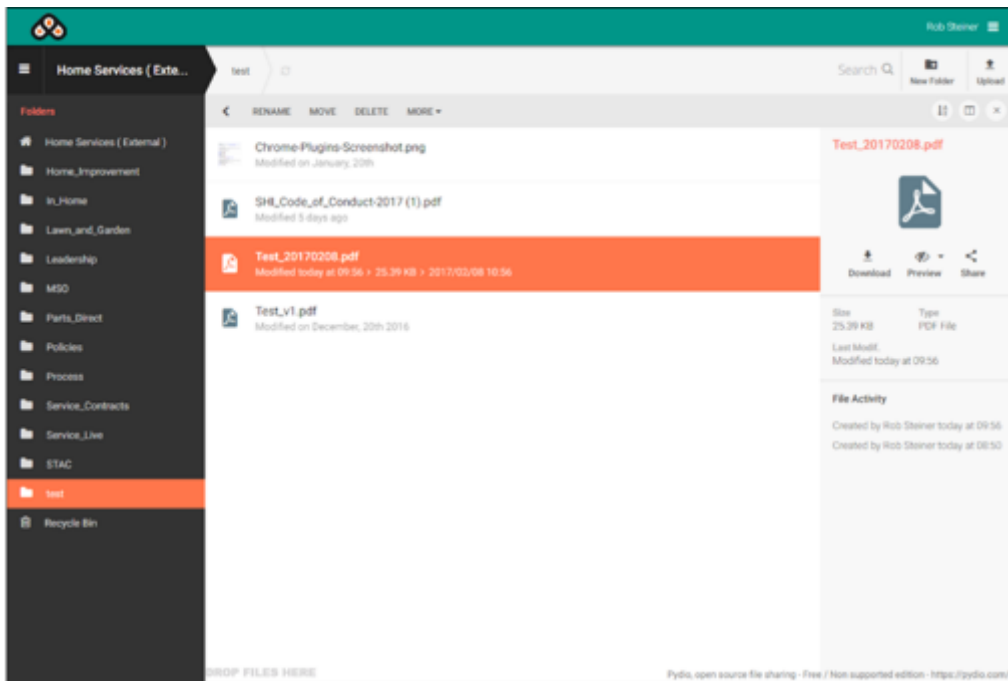 Rob Steiner
Home Services ( Exte...
test
Search
New Folder
Upload
Folders
RENAME MOVE DELETE MORE
Home Services ( External )
Home_Improvement
In_Home
Lawn_and_Garden
Leadership
MSO
Parts_Direct
Policies
Process
Service_Contracts
Service_Live
STAC
test
Recycle Bin
Chrome-Plugins-Screenshot.png
Modified on January, 20th
SHI_Code_of_Conduct-2017 (1).pdf
Modified 5 days ago
Test_20170208.pdf
Modified today at 09:56 > 25.39 KB > 2017/02/08 10:56
Test_v1.pdf
Modified on December, 20th 2016
Test_20170208.pdf
Download Preview Share
Size Type
25.39 KB PDF File
Last Modif.
Modified today at 09:56
File Activity
Created by Rob Steiner today at 09:56
Created by Rob Steiner today at 08:50
DROP FILES HERE
Pydio, open source file sharing - Free / Non supported edition - https://pydio.com